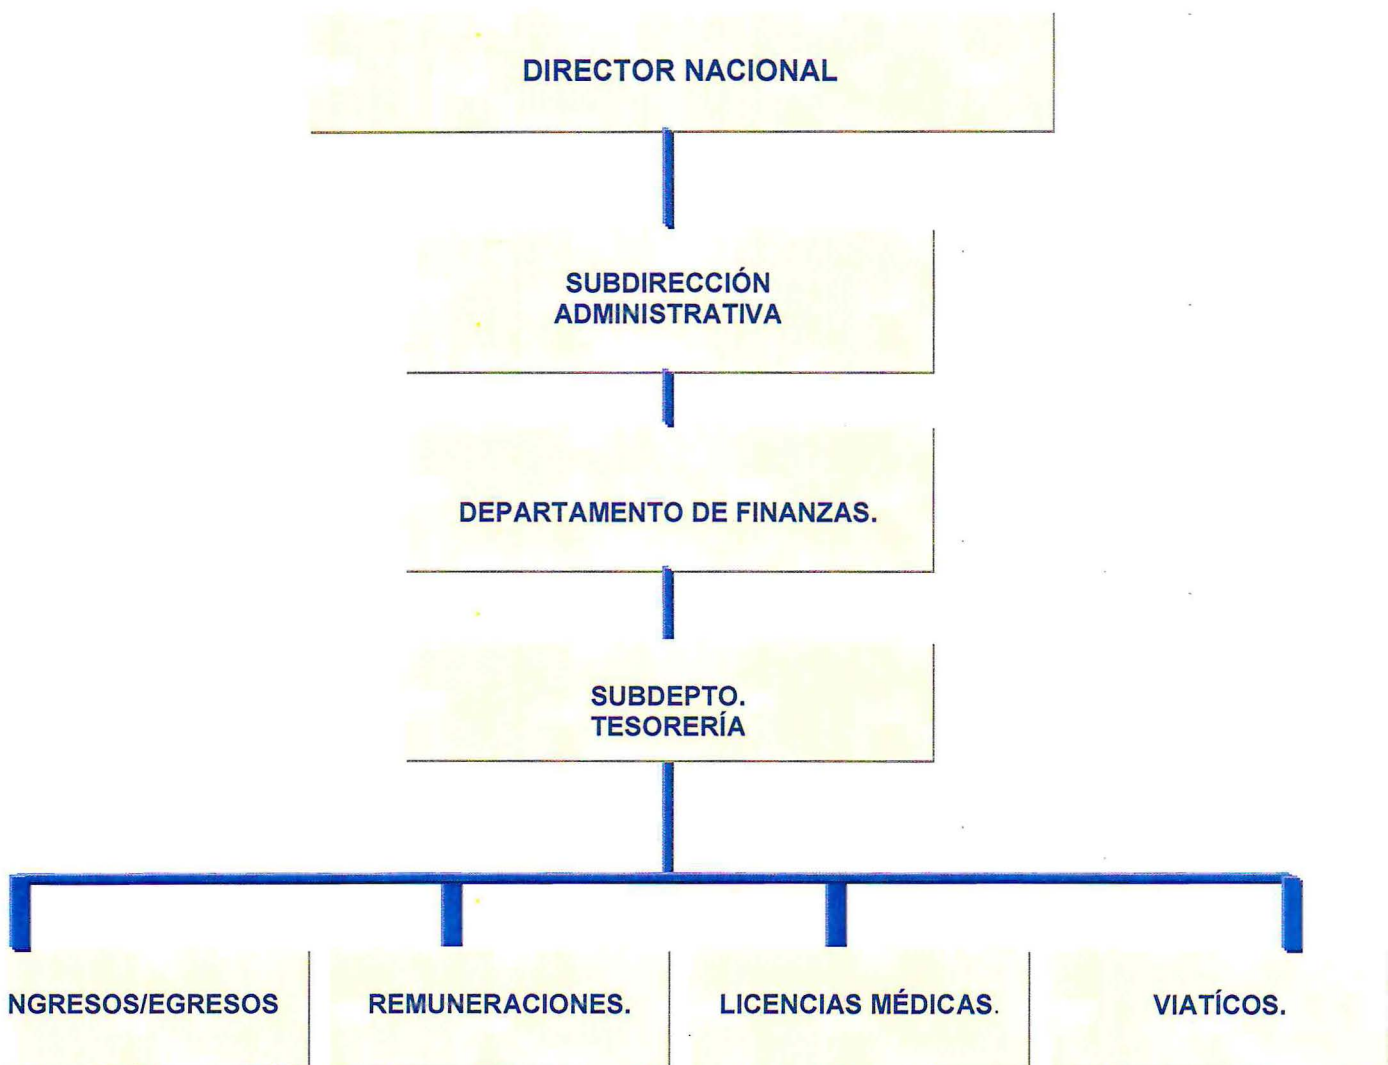 DIRECTOR NACIONAL
SUBDIRECCIÓN
ADMINISTRATIVA
DEPARTAMENTO DE FINANZAS.
SUBDEPTO.
TESORERÍA
NGRESOS/EGRESOS
REMUNERACIONES.
LICENCIAS MÉDICAS.
VIATÍCOS.